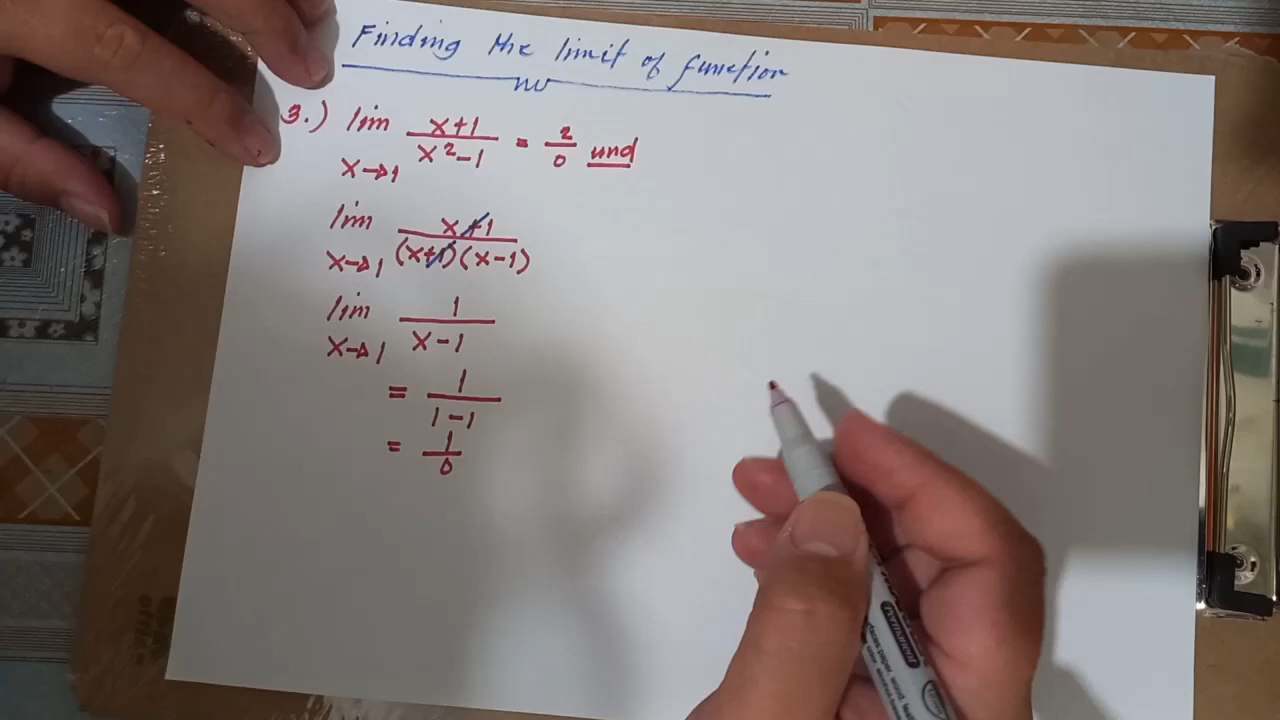 Finding the limit of function
3.) lim x→1 (x+1)/(x²-1) = 2/0 und
lim x→1 (x+1)/((x+1)(x-1))
lim x→1 1/(x-1)
= 1/(1-1)
= 1/0
Permanent